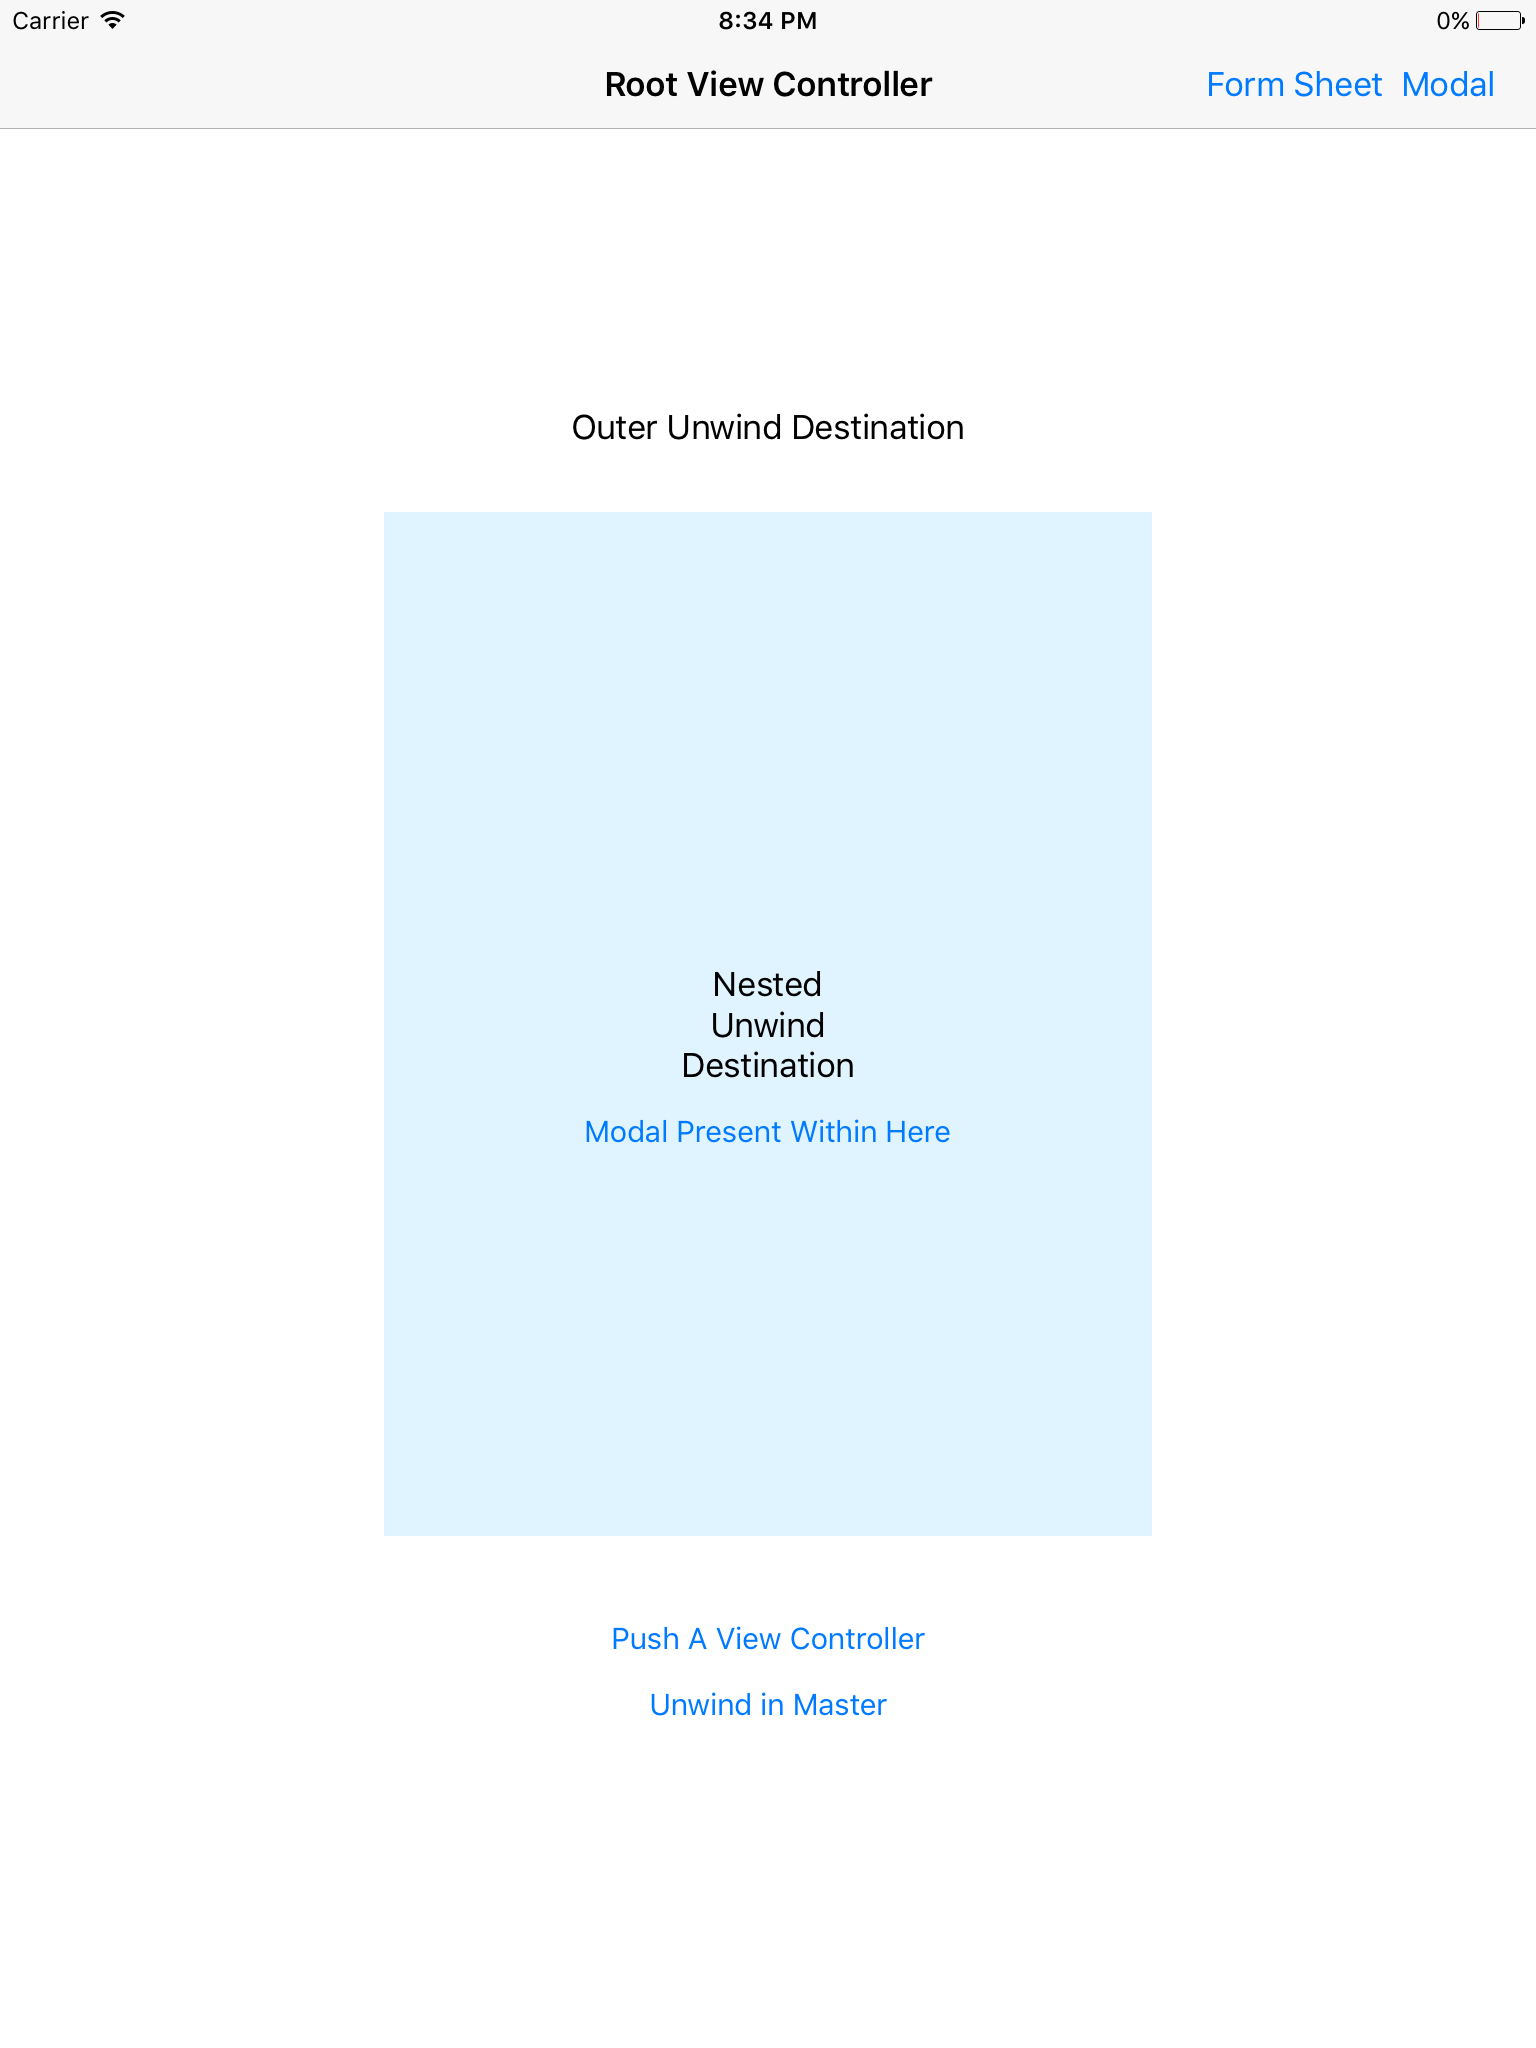 Carrier 8:34 PM 0%
Root View Controller Form Sheet Modal
Outer Unwind Destination
Nested
Unwind
Destination
Modal Present Within Here
Push A View Controller
Unwind in Master